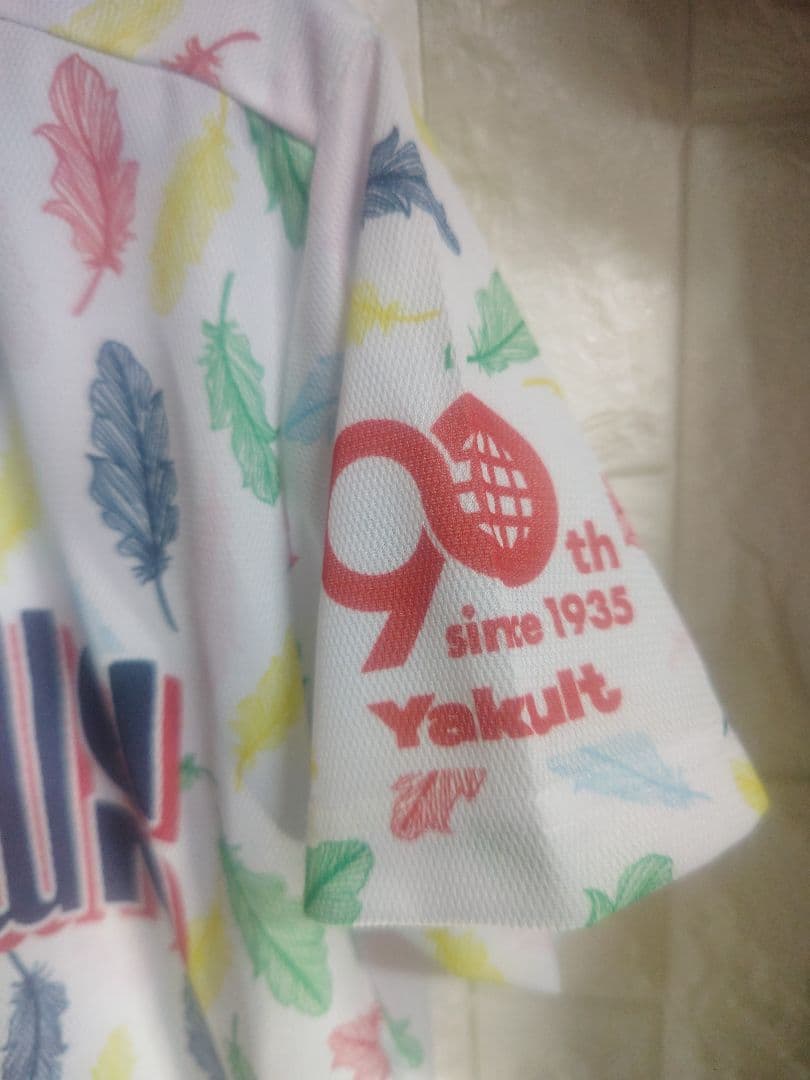 90th
since 1935
Yakult